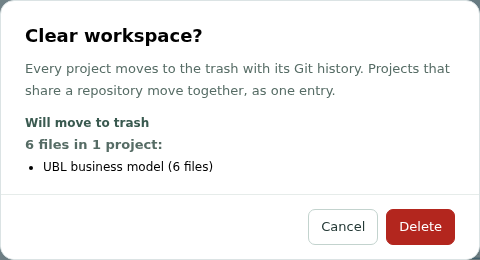 Clear workspace?
Every project moves to the trash with its Git history. Projects that
share a repository move together, as one entry.
Will move to trash
6 files in 1 project:
• UBL business model (6 files)
Cancel
Delete